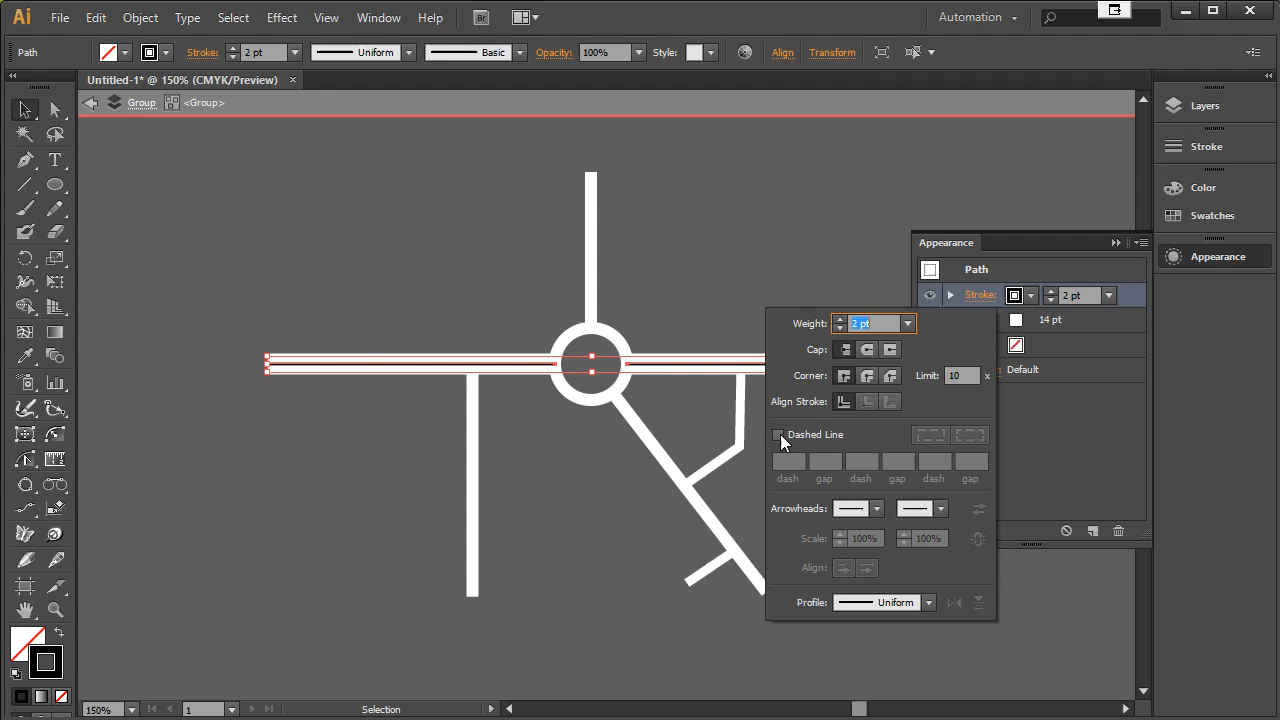 Ai File Edit Object Type Select Effect View Window Help Br Automation
Path Stroke: 2 pt Uniform Basic Opacity: 100% Style: Align Transform
Untitled-1* @ 150% (CMYK/Preview) ×
Group <Group>
Layers
Stroke
Color
Swatches
Appearance
Appearance
Path
Stroke: 2 pt
14 pt
Default
Weight: 2 pt
Cap:
Corner: Limit: 10 x
Align Stroke:
Dashed Line
dash gap dash gap dash gap
Arrowheads:
Scale: 100% 100%
Align:
Profile: Uniform
150% 1 Selection